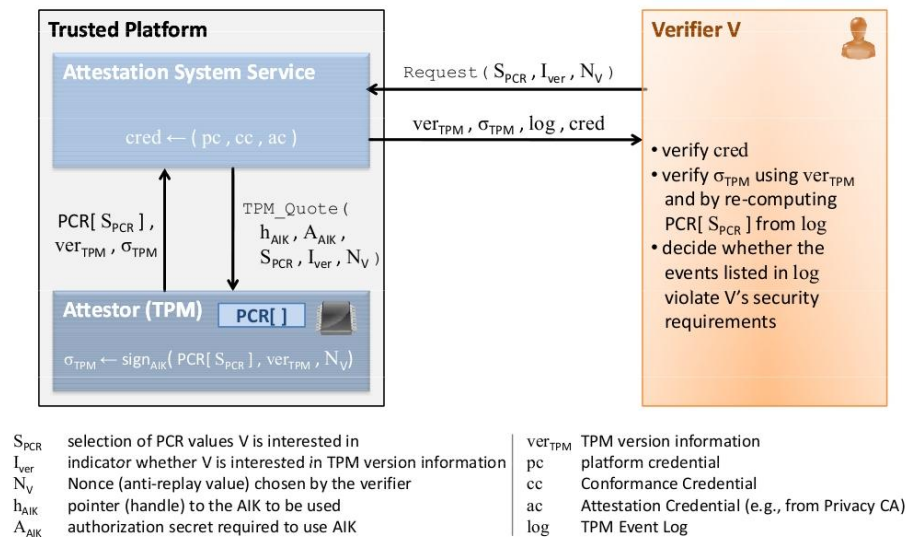 Trusted Platform
Attestation System Service
cred ← ( pc , cc , ac )
Request( S_PCR , I_ver , N_V )
ver_TPM , σ_TPM , log , cred
PCR[ S_PCR ] ,
ver_TPM , σ_TPM
TPM_Quote(
h_AIK , A_AIK ,
S_PCR , I_ver , N_V )
Attestor (TPM)
PCR[ ]
σ_TPM ← sign_AIK( PCR[ S_PCR ] , ver_TPM , N_V )
Verifier V
• verify cred
• verify σ_TPM using ver_TPM
and by re-computing
PCR[ S_PCR ] from log
• decide whether the
events listed in log
violate V's security
requirements
S_PCR selection of PCR values V is interested in
I_ver indicator whether V is interested in TPM version information
N_V Nonce (anti-replay value) chosen by the verifier
h_AIK pointer (handle) to the AIK to be used
A_AIK authorization secret required to use AIK
ver_TPM TPM version information
pc platform credential
cc Conformance Credential
ac Attestation Credential (e.g., from Privacy CA)
log TPM Event Log